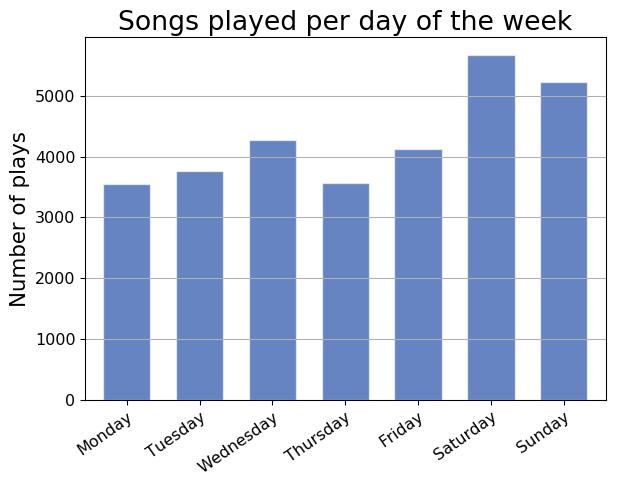 Songs played per day of the week
Number of plays
5000
4000
3000
2000
1000
0
Monday
Tuesday
Wednesday
Thursday
Friday
Saturday
Sunday